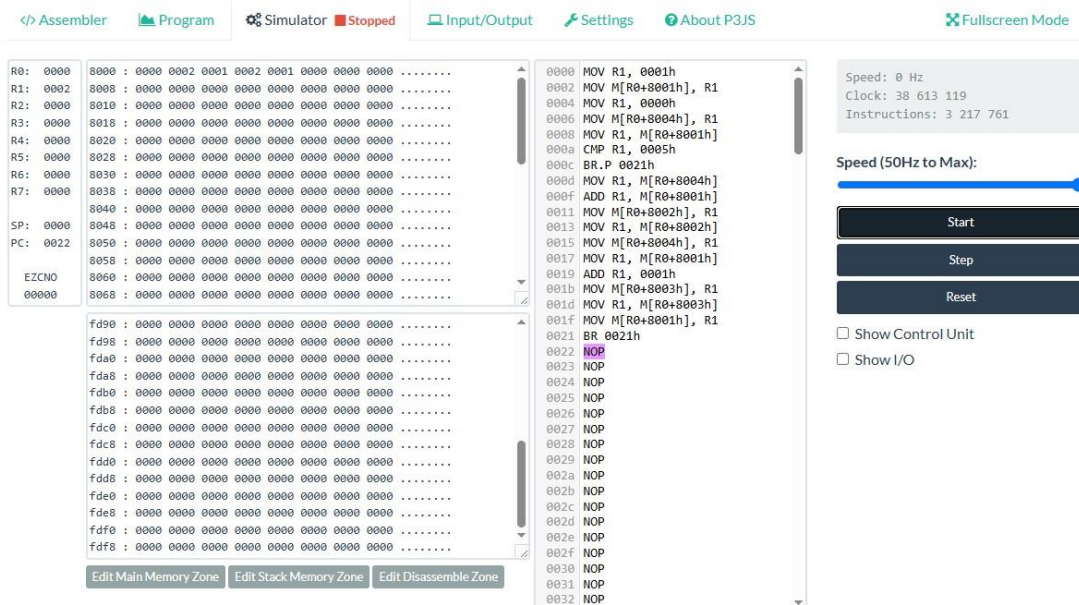 </> Assembler Program Simulator Stopped Input/Output Settings About P3JS Fullscreen Mode
R0: 0000
R1: 0002
R2: 0000
R3: 0000
R4: 0000
R5: 0000
R6: 0000
R7: 0000
SP: 0000
PC: 0022
EZCNO
00000
8000 : 0000 0002 0001 0002 0001 0000 0000 0000 ........
8008 : 0000 0000 0000 0000 0000 0000 0000 0000 ........
8010 : 0000 0000 0000 0000 0000 0000 0000 0000 ........
8018 : 0000 0000 0000 0000 0000 0000 0000 0000 ........
8020 : 0000 0000 0000 0000 0000 0000 0000 0000 ........
8028 : 0000 0000 0000 0000 0000 0000 0000 0000 ........
8030 : 0000 0000 0000 0000 0000 0000 0000 0000 ........
8038 : 0000 0000 0000 0000 0000 0000 0000 0000 ........
8040 : 0000 0000 0000 0000 0000 0000 0000 0000 ........
8048 : 0000 0000 0000 0000 0000 0000 0000 0000 ........
8050 : 0000 0000 0000 0000 0000 0000 0000 0000 ........
8058 : 0000 0000 0000 0000 0000 0000 0000 0000 ........
8060 : 0000 0000 0000 0000 0000 0000 0000 0000 ........
8068 : 0000 0000 0000 0000 0000 0000 0000 0000 ........
fd90 : 0000 0000 0000 0000 0000 0000 0000 0000 ........
fd98 : 0000 0000 0000 0000 0000 0000 0000 0000 ........
fda0 : 0000 0000 0000 0000 0000 0000 0000 0000 ........
fda8 : 0000 0000 0000 0000 0000 0000 0000 0000 ........
fdb0 : 0000 0000 0000 0000 0000 0000 0000 0000 ........
fdb8 : 0000 0000 0000 0000 0000 0000 0000 0000 ........
fdc0 : 0000 0000 0000 0000 0000 0000 0000 0000 ........
fdc8 : 0000 0000 0000 0000 0000 0000 0000 0000 ........
fdd0 : 0000 0000 0000 0000 0000 0000 0000 0000 ........
fdd8 : 0000 0000 0000 0000 0000 0000 0000 0000 ........
fde0 : 0000 0000 0000 0000 0000 0000 0000 0000 ........
fde8 : 0000 0000 0000 0000 0000 0000 0000 0000 ........
fdf0 : 0000 0000 0000 0000 0000 0000 0000 0000 ........
fdf8 : 0000 0000 0000 0000 0000 0000 0000 0000 ........
Edit Main Memory Zone Edit Stack Memory Zone Edit Disassemble Zone
0000 MOV R1, 0001h
0002 MOV M[R0+8001h], R1
0004 MOV R1, 0000h
0006 MOV M[R0+8004h], R1
0008 MOV R1, M[R0+8001h]
000a CMP R1, 0005h
000c BR.P 0021h
000d MOV R1, M[R0+8004h]
000f ADD R1, M[R0+8001h]
0011 MOV M[R0+8002h], R1
0013 MOV R1, M[R0+8002h]
0015 MOV M[R0+8004h], R1
0017 MOV R1, M[R0+8001h]
0019 ADD R1, 0001h
001b MOV M[R0+8003h], R1
001d MOV R1, M[R0+8003h]
001f MOV M[R0+8001h], R1
0021 BR 0021h
0022 NOP
0023 NOP
0024 NOP
0025 NOP
0026 NOP
0027 NOP
0028 NOP
0029 NOP
002a NOP
002b NOP
002c NOP
002d NOP
002e NOP
002f NOP
0030 NOP
0031 NOP
0032 NOP
Speed: 0 Hz
Clock: 38 613 119
Instructions: 3 217 761
Speed (50Hz to Max):
Start
Step
Reset
Show Control Unit
Show I/O